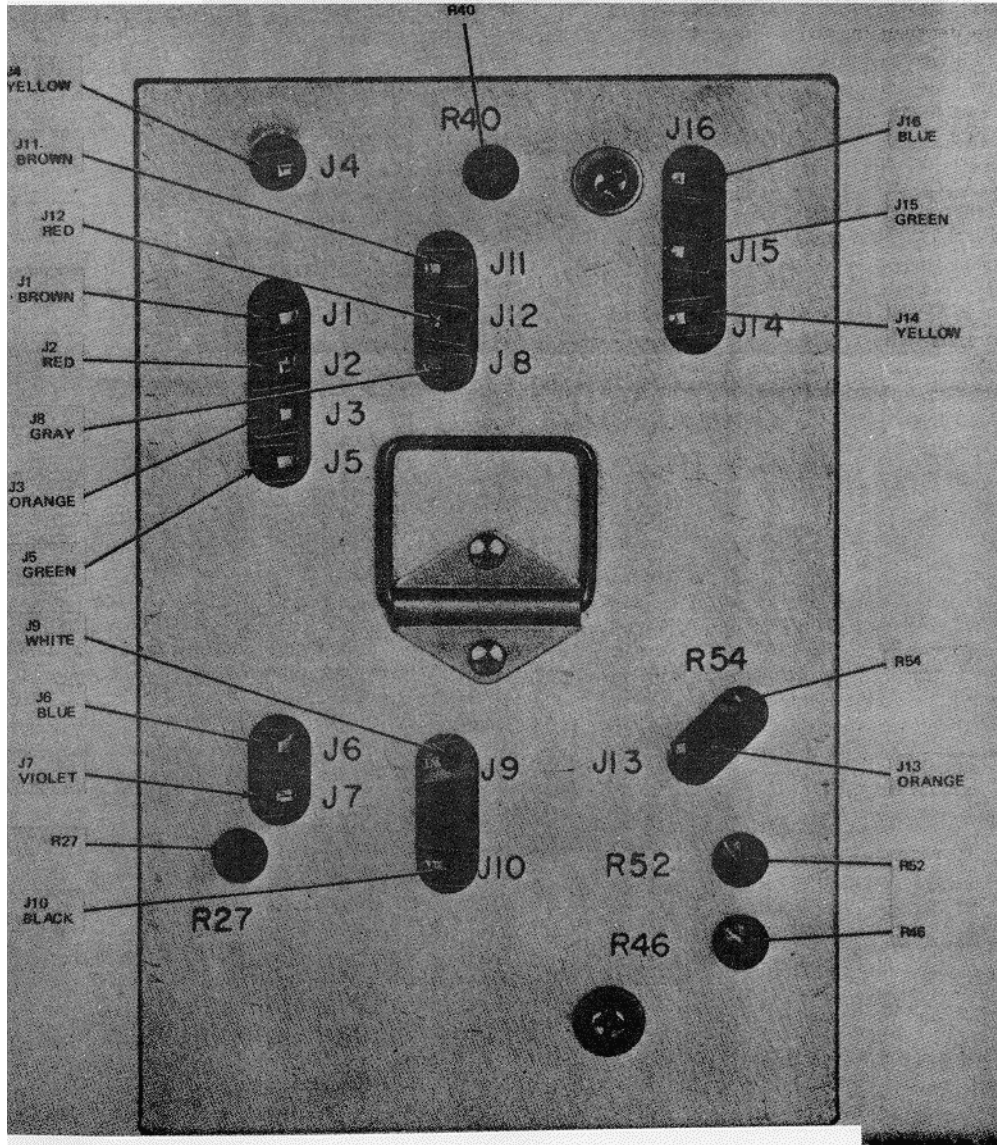 R40
J4
YELLOW
J11
BROWN
J12
RED
J1
BROWN
J2
RED
J8
GRAY
J3
ORANGE
J5
GREEN
J9
WHITE
J6
BLUE
J7
VIOLET
R27
J10
BLACK
R40
J4
J16
J11
J12
J8
J15
J14
J1
J2
J3
J5
R54
J6
J7
J9
J13
J10
R52
R27
R46
J16
BLUE
J15
GREEN
J14
YELLOW
R54
J13
ORANGE
R52
R46